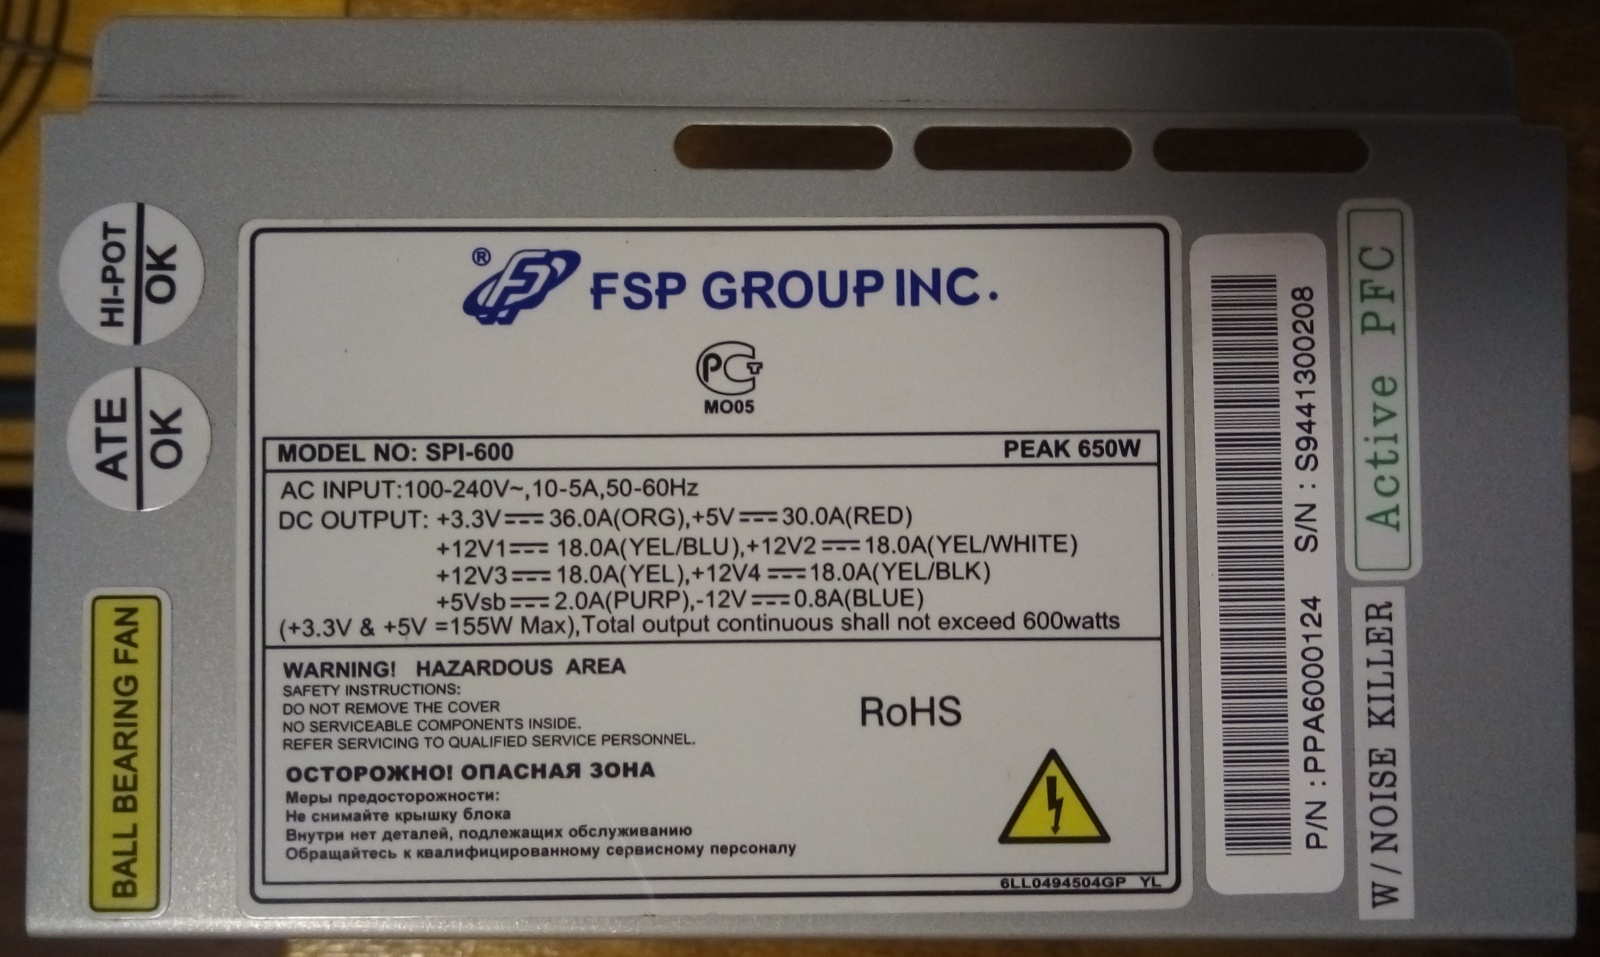 HI-POT
OK
ATE
OK
BALL BEARING FAN
® FSP GROUP INC.
PCT
MO05
MODEL NO: SPI-600 PEAK 650W
AC INPUT:100-240V~,10-5A,50-60Hz
DC OUTPUT: +3.3V⎓36.0A(ORG),+5V⎓30.0A(RED)
+12V1⎓18.0A(YEL/BLU),+12V2⎓18.0A(YEL/WHITE)
+12V3⎓18.0A(YEL),+12V4⎓18.0A(YEL/BLK)
+5Vsb⎓2.0A(PURP),-12V⎓0.8A(BLUE)
(+3.3V & +5V =155W Max),Total output continuous shall not exceed 600watts
WARNING! HAZARDOUS AREA
SAFETY INSTRUCTIONS:
DO NOT REMOVE THE COVER
NO SERVICEABLE COMPONENTS INSIDE.
REFER SERVICING TO QUALIFIED SERVICE PERSONNEL.
RoHS
ОСТОРОЖНО! ОПАСНАЯ ЗОНА
Меры предосторожности:
Не снимайте крышку блока
Внутри нет деталей, подлежащих обслуживанию
Обращайтесь к квалифицированному сервисному персоналу
6LL0494504GP YL
P/N : PPA6000124 S/N : S9441300208
Active PFC
W/NOISE KILLER